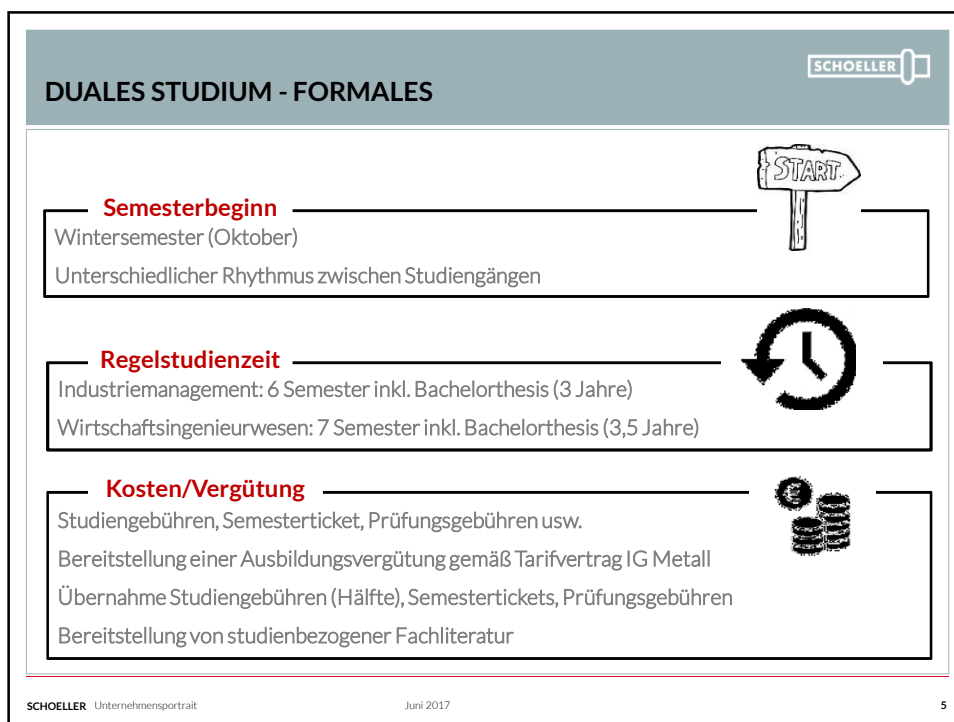 SCHOELLER
DUALES STUDIUM - FORMALES
START
Semesterbeginn
Wintersemester (Oktober)
Unterschiedlicher Rhythmus zwischen Studiengängen
Regelstudienzeit
Industriemanagement: 6 Semester inkl. Bachelorthesis (3 Jahre)
Wirtschaftsingenieurwesen: 7 Semester inkl. Bachelorthesis (3,5 Jahre)
Kosten/Vergütung
€
Studiengebühren, Semesterticket, Prüfungsgebühren usw.
Bereitstellung einer Ausbildungsvergütung gemäß Tarifvertrag IG Metall
Übernahme Studiengebühren (Hälfte), Semestertickets, Prüfungsgebühren
Bereitstellung von studienbezogener Fachliteratur
SCHOELLER Unternehmensportrait Juni 2017 5